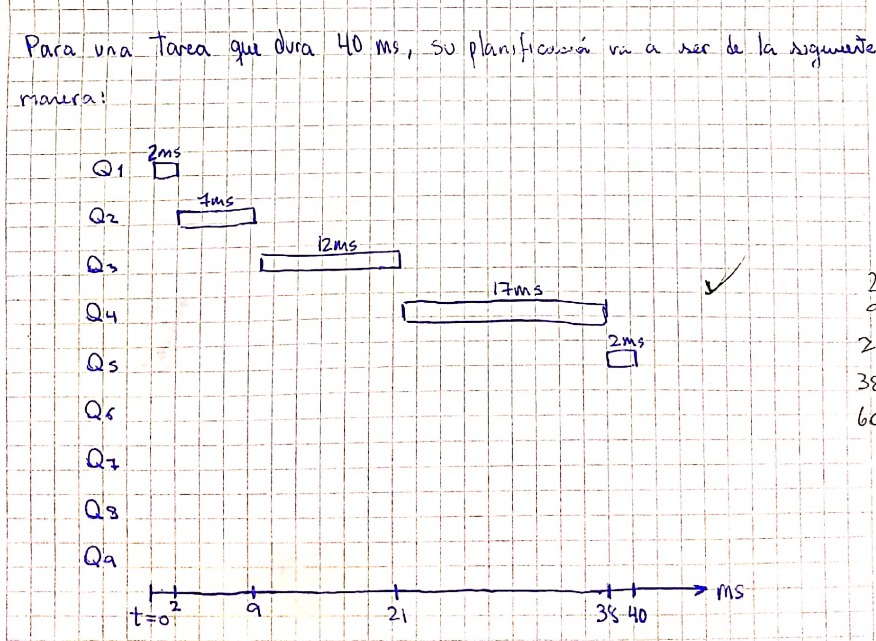 Para una tarea que dura 40 ms, su planificación va a ser de la siguiente
manera:
2ms
Q1
7ms
Q2
12ms
Q3
17ms
Q4
2ms
Q5
Q6
Q7
Q8
Q9
t=0 2 9 21 38 40 ms
2
2
38
60